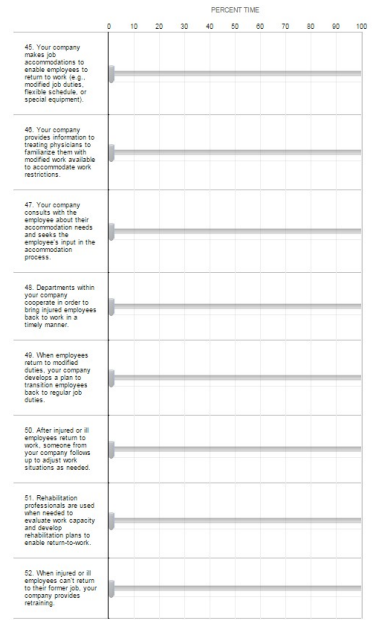 PERCENT TIME
0 10 20 30 40 50 60 70 80 90 100
45. Your company
makes job
accommodations to
enable employees to
return to work (e.g.,
modified job duties,
flexible schedule, or
special equipment).
46. Your company
provides information to
treating physicians to
familiarize them with
modified work available
to accommodate work
restrictions.
47. Your company
consults with the
employee about their
accommodation needs
and seeks the
employee's input in the
accommodation
process.
48. Departments within
your company
cooperate in order to
bring injured employees
back to work in a
timely manner.
49. When employees
return to modified
duties, your company
develops a plan to
transition employees
back to regular job
duties.
50. After injured or ill
employees return to
work, someone from
your company follows
up to adjust work
situations as needed.
51. Rehabilitation
professionals are used
when needed to
evaluate work capacity
and develop
rehabilitation plans to
enable return-to-work.
52. When injured or ill
employees can't return
to their former job, your
company provides
retraining.